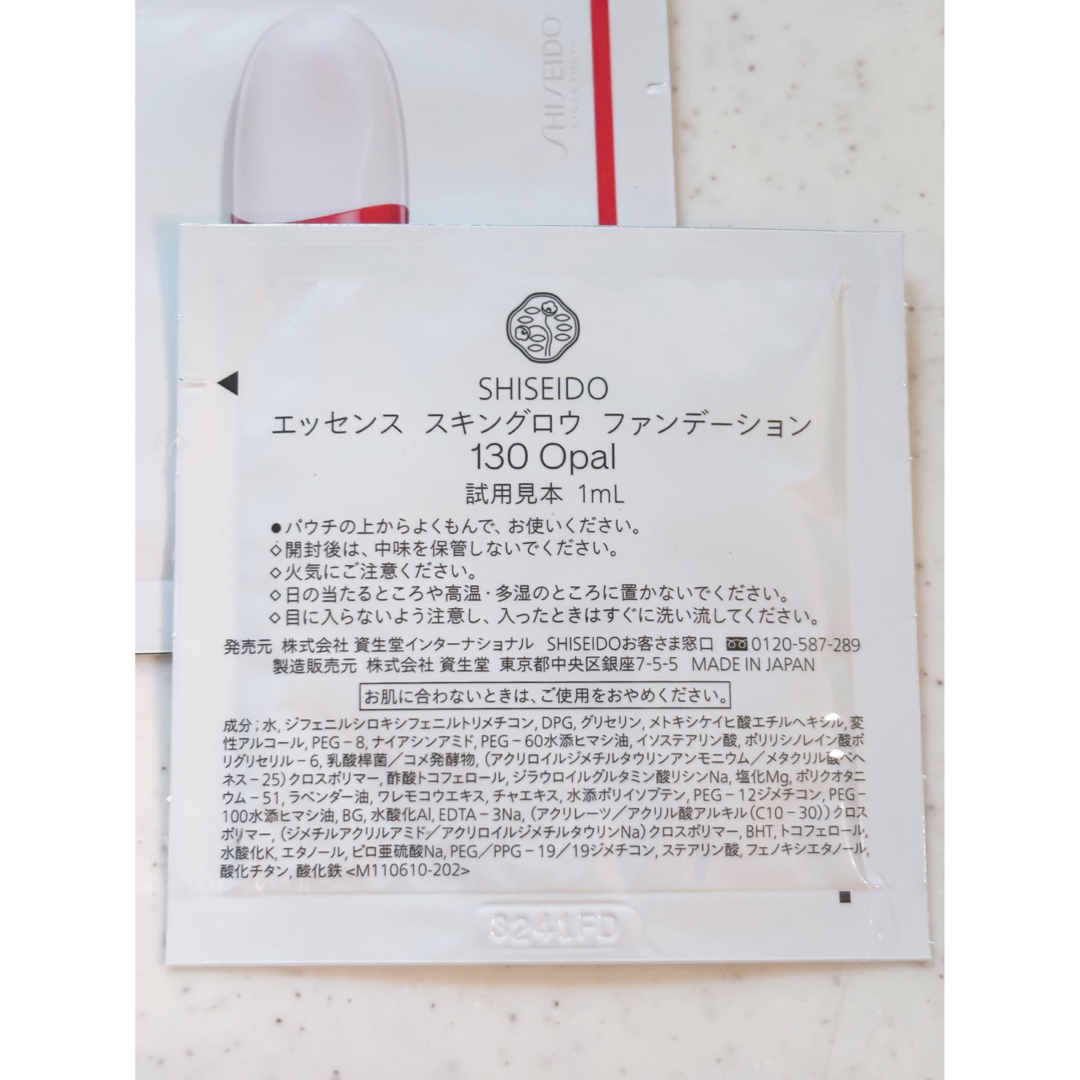 SHISEIDO
GINZA TOKYO
SHISEIDO
エッセンス スキングロウ ファンデーション
130 Opal
試用見本 1mL
●パウチの上からよくもんで、お使いください。
◇開封後は、中味を保管しないでください。
◇火気にご注意ください。
◇日の当たるところや高温・多湿のところに置かないでください。
◇目に入らないよう注意し、入ったときはすぐに洗い流してください。
発売元 株式会社 資生堂インターナショナル SHISEIDOお客さま窓口 0120-587-289
製造販売元 株式会社 資生堂 東京都中央区銀座7-5-5 MADE IN JAPAN
お肌に合わないときは、ご使用をおやめください。
成分；水, ジフェニルシロキシフェニルトリメチコン, DPG, グリセリン, メトキシケイヒ酸エチルヘキシル, 変
性アルコール, PEG－8, ナイアシンアミド, PEG－60水添ヒマシ油, イソステアリン酸, ポリリシノレイン酸ポ
リグリセリル－6, 乳酸桿菌／コメ発酵物, （アクリロイルジメチルタウリンアンモニウム／メタクリル酸ベヘ
ネス－25）クロスポリマー, 酢酸トコフェロール, ジラウロイルグルタミン酸リシンNa, 塩化Mg, ポリクオタニ
ウム－51, ラベンダー油, ワレモコウエキス, チャエキス, 水添ポリイソブテン, PEG－12ジメチコン, PEG－
100水添ヒマシ油, BG, 水酸化Al, EDTA－3Na, （アクリレーツ／アクリル酸アルキル（C10－30））クロス
ポリマー, （ジメチルアクリルアミド／アクリロイルジメチルタウリンNa）クロスポリマー, BHT, トコフェロール,
水酸化K, エタノール, ピロ亜硫酸Na, PEG／PPG－19／19ジメチコン, ステアリン酸, フェノキシエタノール,
酸化チタン, 酸化鉄 <M110610-202>
S241FD